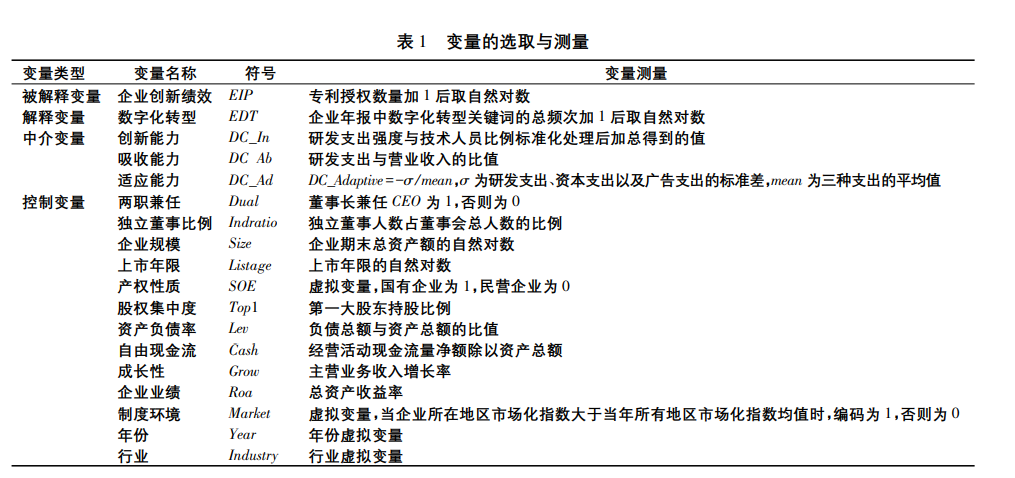 表 1 变量的选取与测量
变量类型 变量名称 符号 变量测量
被解释变量 企业创新绩效 EIP 专利授权数量加 1 后取自然对数
解释变量 数字化转型 EDT 企业年报中数字化转型关键词的总频次加 1 后取自然对数
中介变量 创新能力 DC_In 研发支出强度与技术人员比例标准化处理后加总得到的值
吸收能力 DC Ab 研发支出与营业收入的比值
适应能力 DC_Ad DC_Adaptive=-σ/mean,σ 为研发支出、资本支出以及广告支出的标准差,mean 为三种支出的平均值
控制变量 两职兼任 Dual 董事长兼任 CEO 为 1,否则为 0
独立董事比例 Indratio 独立董事人数占董事会总人数的比例
企业规模 Size 企业期末总资产额的自然对数
上市年限 Listage 上市年限的自然对数
产权性质 SOE 虚拟变量,国有企业为 1,民营企业为 0
股权集中度 Top1 第一大股东持股比例
资产负债率 Lev 负债总额与资产总额的比值
自由现金流 Cash 经营活动现金流量净额除以资产总额
成长性 Grow 主营业务收入增长率
企业业绩 Roa 总资产收益率
制度环境 Market 虚拟变量,当企业所在地区市场化指数大于当年所有地区市场化指数均值时,编码为 1,否则为 0
年份 Year 年份虚拟变量
行业 Industry 行业虚拟变量